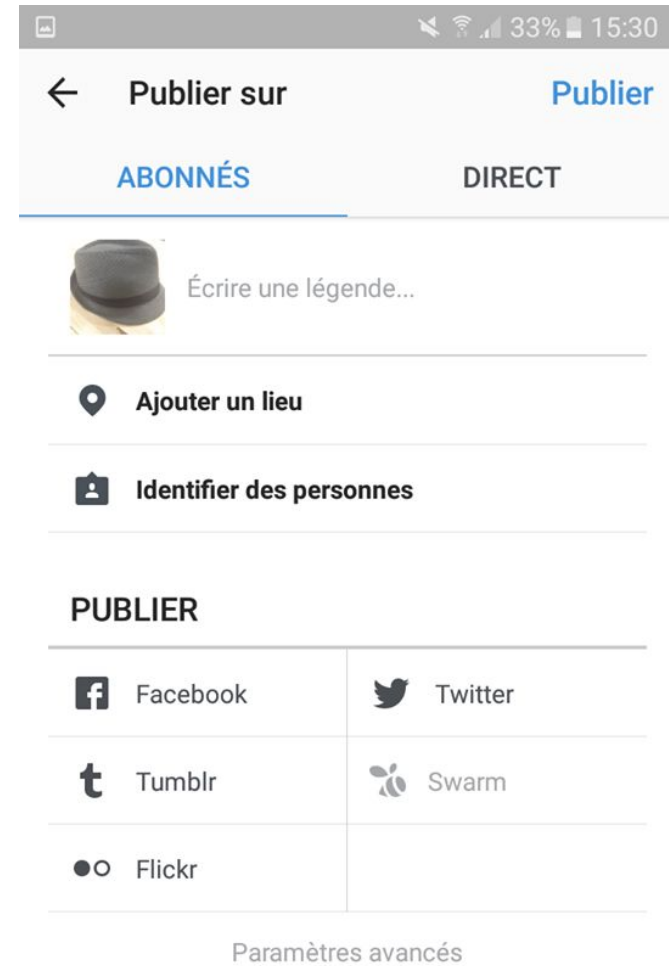 33% 15:30
Publier sur Publier
ABONNÉS DIRECT
Écrire une légende...
Ajouter un lieu
Identifier des personnes
PUBLIER
Facebook Twitter
Tumblr Swarm
Flickr
Paramètres avancés